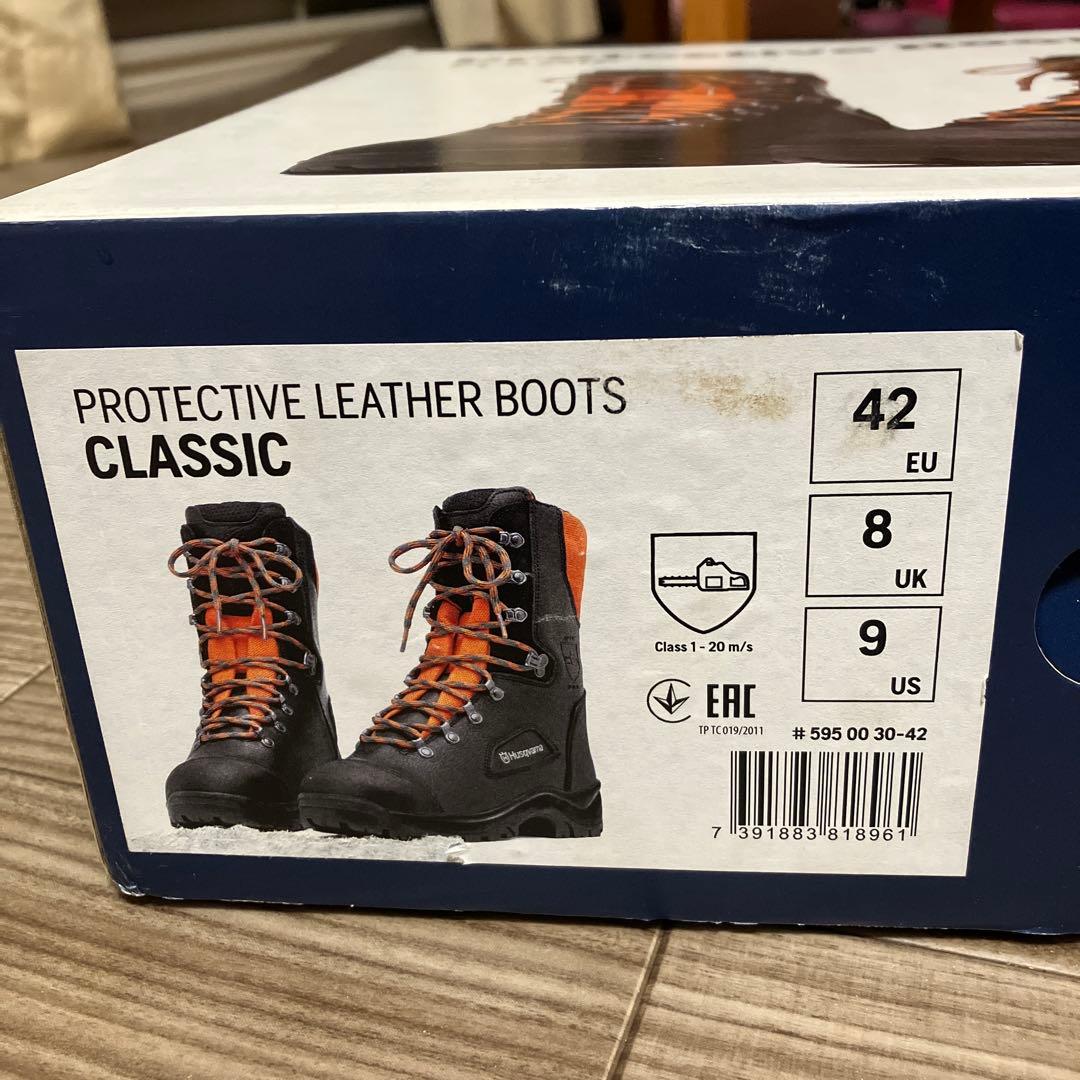 PROTECTIVE LEATHER BOOTS
CLASSIC
42
EU
8
UK
9
US
Class 1 - 20 m/s
EAC
TP TC 019/2011
# 595 00 30-42
Husqvarna
7 391883 818961